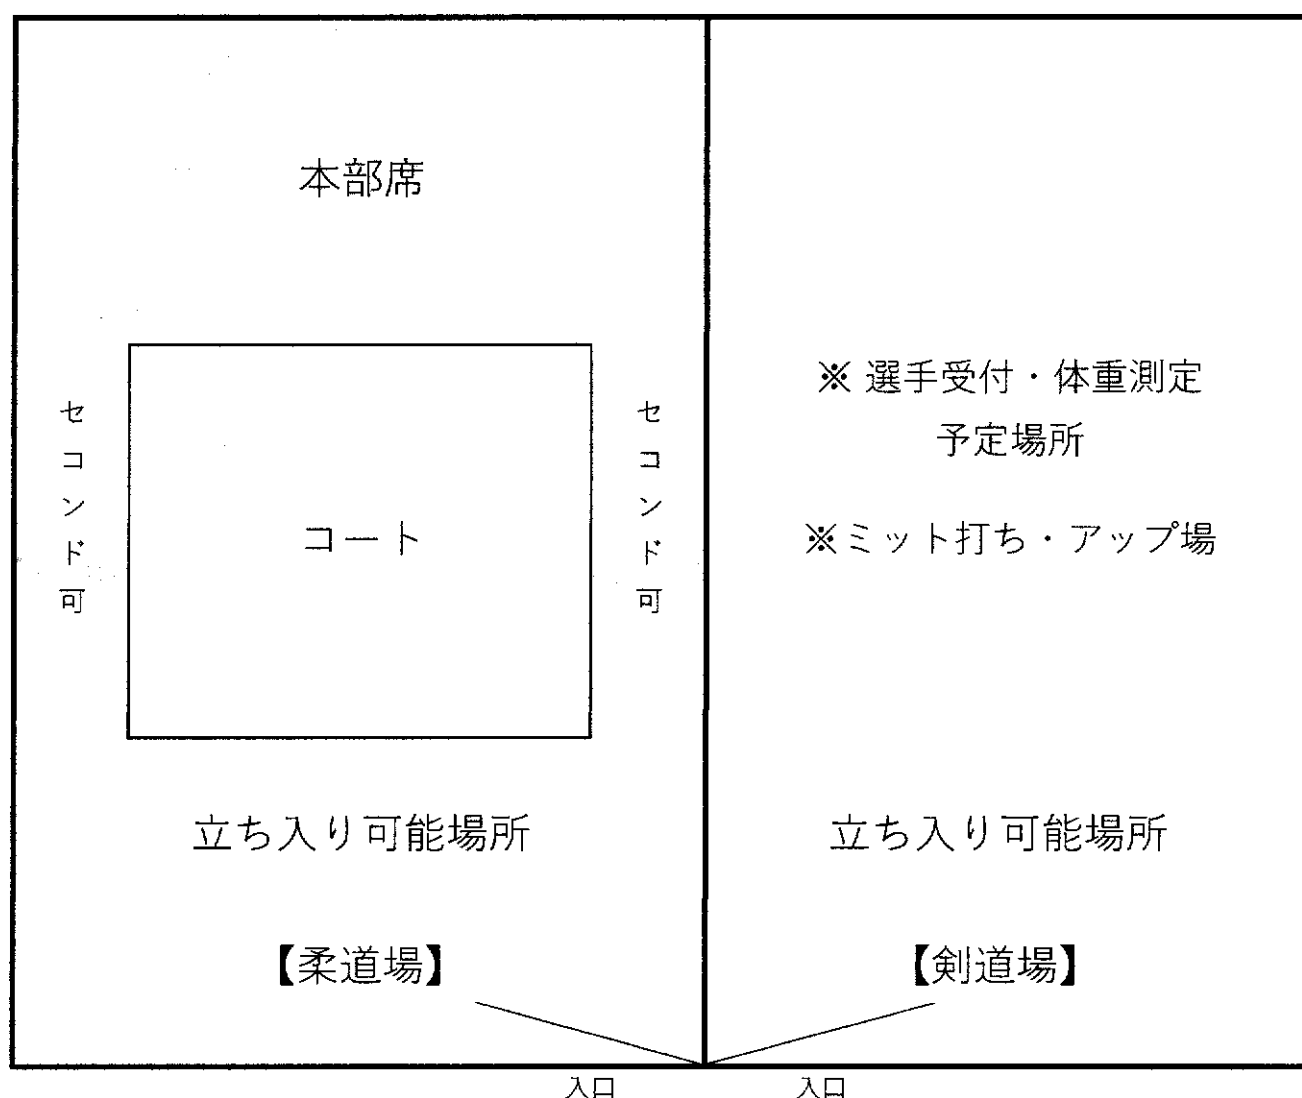 本部席
セコンド可
コート
セコンド可
立ち入り可能場所
【柔道場】
入口
※ 選手受付・体重測定
予定場所
※ミット打ち・アップ場
立ち入り可能場所
【剣道場】
入口